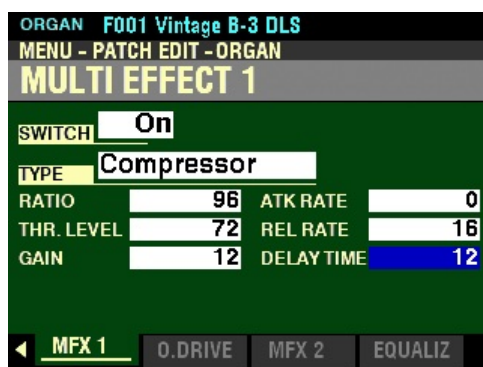 ORGAN F001 Vintage B-3 DLS
MENU - PATCH EDIT - ORGAN
MULTI EFFECT 1
SWITCH On
TYPE Compressor
RATIO 96 ATK RATE 0
THR. LEVEL 72 REL RATE 16
GAIN 12 DELAY TIME 12
MFX 1 O.DRIVE MFX 2 EQUALIZ